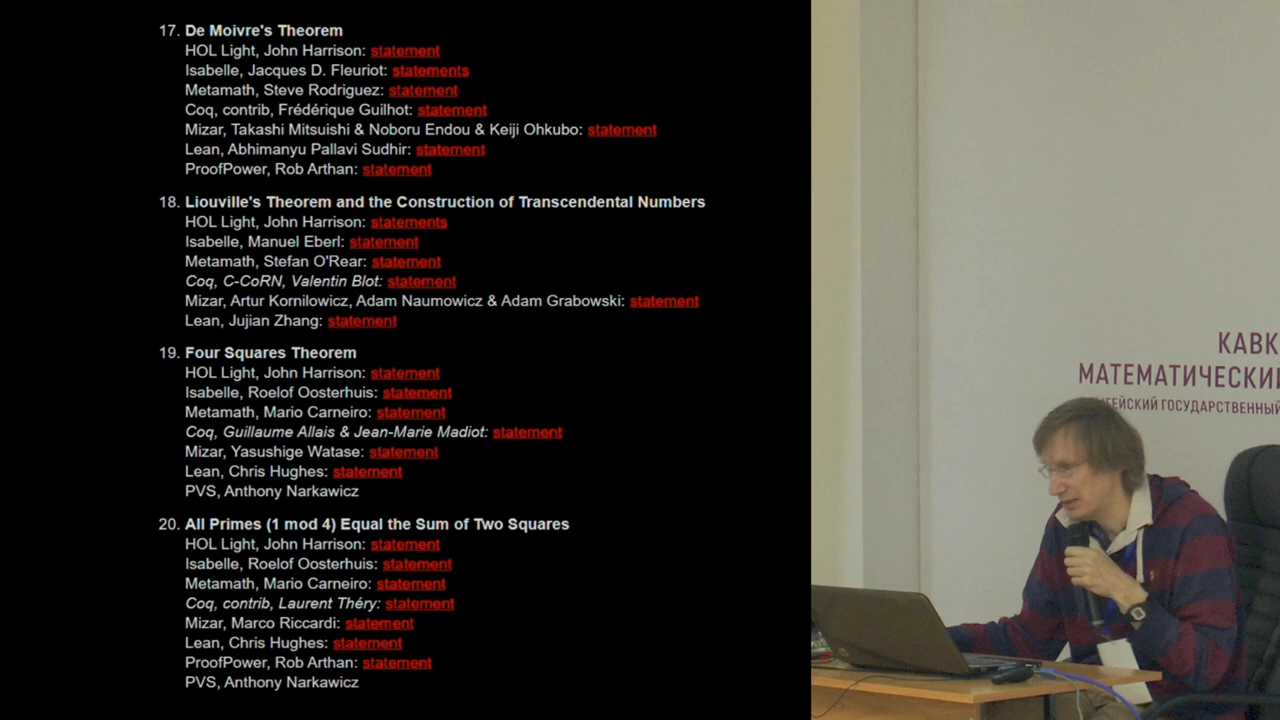 17. De Moivre's Theorem
HOL Light, John Harrison: statement
Isabelle, Jacques D. Fleuriot: statements
Metamath, Steve Rodriguez: statement
Coq, contrib, Frédérique Guilhot: statement
Mizar, Takashi Mitsuishi & Noboru Endou & Keiji Ohkubo: statement
Lean, Abhimanyu Pallavi Sudhir: statement
ProofPower, Rob Arthan: statement
18. Liouville's Theorem and the Construction of Transcendental Numbers
HOL Light, John Harrison: statements
Isabelle, Manuel Eberl: statement
Metamath, Stefan O'Rear: statement
Coq, C-CoRN, Valentin Blot: statement
Mizar, Artur Kornilowicz, Adam Naumowicz & Adam Grabowski: statement
Lean, Jujian Zhang: statement
19. Four Squares Theorem
HOL Light, John Harrison: statement
Isabelle, Roelof Oosterhuis: statement
Metamath, Mario Carneiro: statement
Coq, Guillaume Allais & Jean-Marie Madiot: statement
Mizar, Yasushige Watase: statement
Lean, Chris Hughes: statement
PVS, Anthony Narkawicz
20. All Primes (1 mod 4) Equal the Sum of Two Squares
HOL Light, John Harrison: statement
Isabelle, Roelof Oosterhuis: statement
Metamath, Mario Carneiro: statement
Coq, contrib, Laurent Théry: statement
Mizar, Marco Riccardi: statement
Lean, Chris Hughes: statement
ProofPower, Rob Arthan: statement
PVS, Anthony Narkawicz
КАВК
МАТЕМАТИЧЕСКИ
ГЕЙСКИЙ ГОСУДАРСТВЕННЫЙ